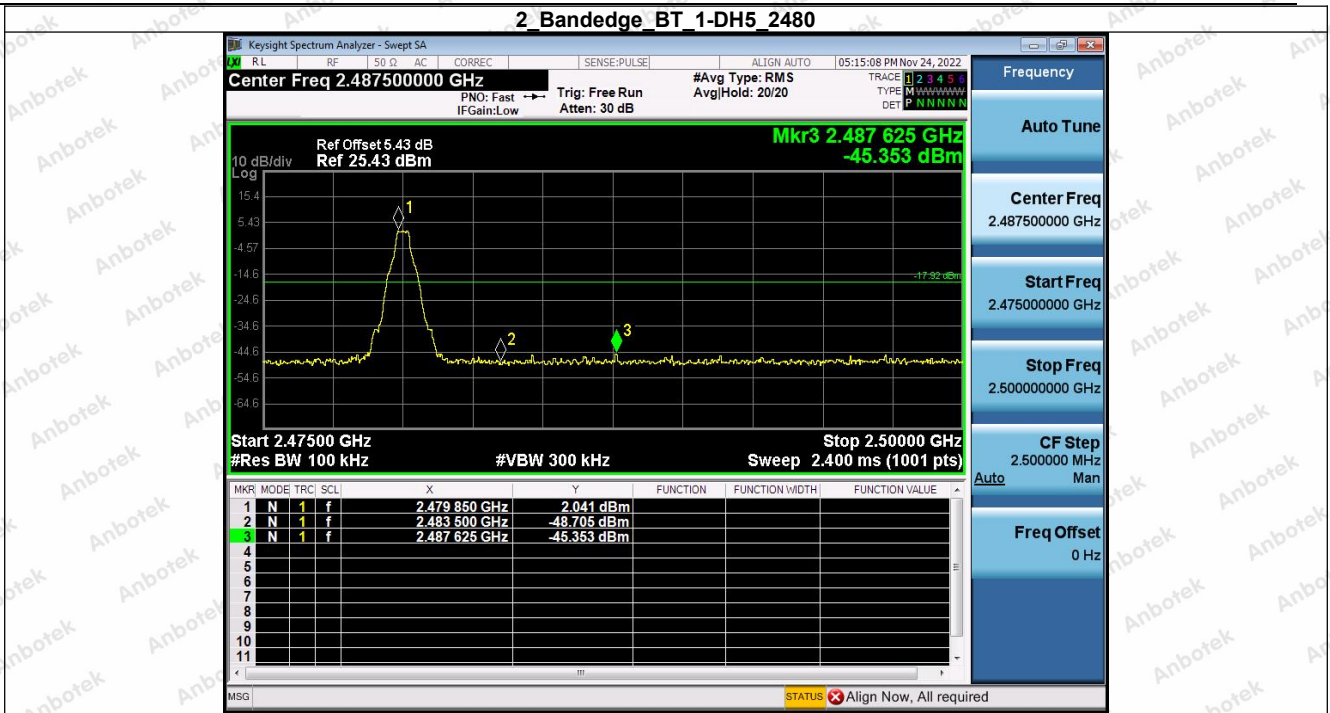 2_Bandedge_BT_1-DH5_2480
Keysight Spectrum Analyzer - Swept SA
LXI RL RF 50 Ω AC CORREC SENSE:PULSE ALIGN AUTO 05:15:08 PM Nov 24, 2022
Center Freq 2.487500000 GHz
PNO: Fast
IFGain:Low
Trig: Free Run
Atten: 30 dB
#Avg Type: RMS
Avg|Hold: 20/20
TRACE 1 2 3 4 5 6
TYPE M WWWWW
DET P N N N N N
Mkr3 2.487 625 GHz
-45.353 dBm
Ref Offset 5.43 dB
10 dB/div Ref 25.43 dBm
Log
15.4
5.43
-4.57
-14.6
-24.6
-34.6
-44.6
-54.6
-64.6
1
2
3
-17.92 dBm
Start 2.47500 GHz Stop 2.50000 GHz
#Res BW 100 kHz #VBW 300 kHz Sweep 2.400 ms (1001 pts)
MKR MODE TRC SCL X Y FUNCTION FUNCTION WIDTH FUNCTION VALUE
1 N 1 f 2.479 850 GHz 2.041 dBm
2 N 1 f 2.483 500 GHz -48.705 dBm
3 N 1 f 2.487 625 GHz -45.353 dBm
4
5
6
7
8
9
10
11
MSG STATUS Align Now, All required
Frequency
Auto Tune
Center Freq
2.487500000 GHz
Start Freq
2.475000000 GHz
Stop Freq
2.500000000 GHz
CF Step
2.500000 MHz
Auto Man
Freq Offset
0 Hz
Anbotek